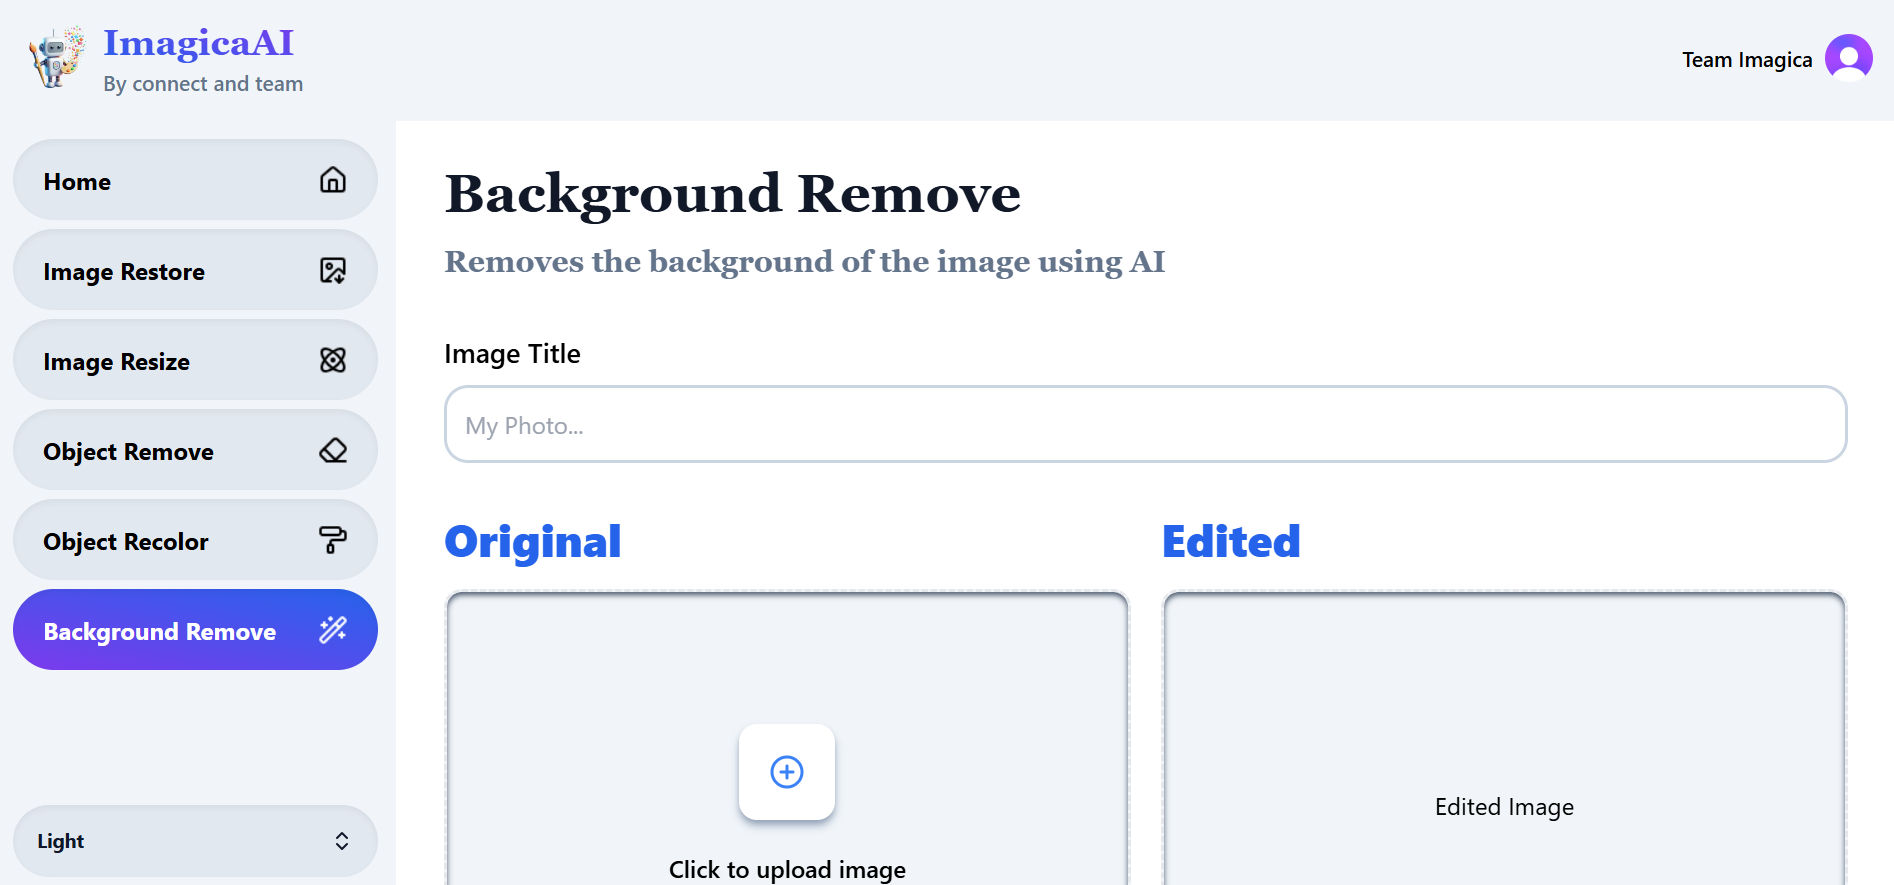 ImagicaAI
By connect and team
Team Imagica
Home
Image Restore
Image Resize
Object Remove
Object Recolor
Background Remove
Light
Background Remove
Removes the background of the image using AI
Image Title
My Photo...
Original
Edited
Click to upload image
Edited Image